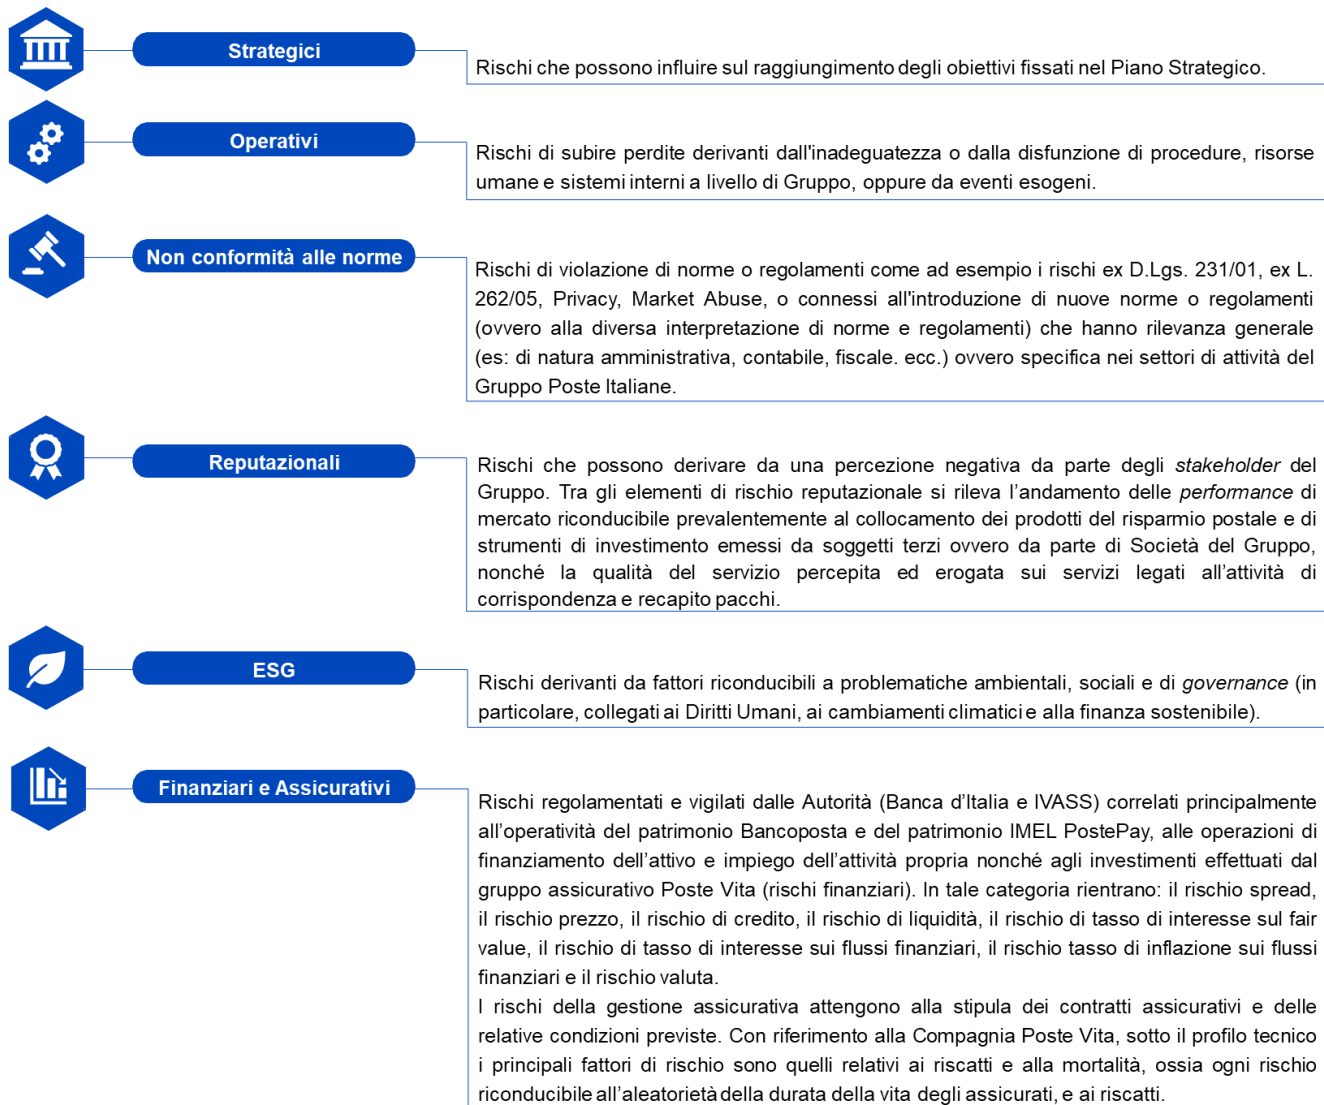 Strategici
Rischi che possono influire sul raggiungimento degli obiettivi fissati nel Piano Strategico.
Operativi
Rischi di subire perdite derivanti dall'inadeguatezza o dalla disfunzione di procedure, risorse
umane e sistemi interni a livello di Gruppo, oppure da eventi esogeni.
Non conformità alle norme
Rischi di violazione di norme o regolamenti come ad esempio i rischi ex D.Lgs. 231/01, ex L.
262/05, Privacy, Market Abuse, o connessi all'introduzione di nuove norme o regolamenti
(ovvero alla diversa interpretazione di norme e regolamenti) che hanno rilevanza generale
(es: di natura amministrativa, contabile, fiscale. ecc.) ovvero specifica nei settori di attività del
Gruppo Poste Italiane.
Reputazionali
Rischi che possono derivare da una percezione negativa da parte degli stakeholder del
Gruppo. Tra gli elementi di rischio reputazionale si rileva l’andamento delle performance di
mercato riconducibile prevalentemente al collocamento dei prodotti del risparmio postale e di
strumenti di investimento emessi da soggetti terzi ovvero da parte di Società del Gruppo,
nonché la qualità del servizio percepita ed erogata sui servizi legati all’attività di
corrispondenza e recapito pacchi.
ESG
Rischi derivanti da fattori riconducibili a problematiche ambientali, sociali e di governance (in
particolare, collegati ai Diritti Umani, ai cambiamenti climatici e alla finanza sostenibile).
Finanziari e Assicurativi
Rischi regolamentati e vigilati dalle Autorità (Banca d’Italia e IVASS) correlati principalmente
all’operatività del patrimonio Bancoposta e del patrimonio IMEL PostePay, alle operazioni di
finanziamento dell’attivo e impiego dell’attività propria nonché agli investimenti effettuati dal
gruppo assicurativo Poste Vita (rischi finanziari). In tale categoria rientrano: il rischio spread,
il rischio prezzo, il rischio di credito, il rischio di liquidità, il rischio di tasso di interesse sul fair
value, il rischio di tasso di interesse sui flussi finanziari, il rischio tasso di inflazione sui flussi
finanziari e il rischio valuta.
I rischi della gestione assicurativa attengono alla stipula dei contratti assicurativi e delle
relative condizioni previste. Con riferimento alla Compagnia Poste Vita, sotto il profilo tecnico
i principali fattori di rischio sono quelli relativi ai riscatti e alla mortalità, ossia ogni rischio
riconducibile all’aleatorietà della durata della vita degli assicurati, e ai riscatti.